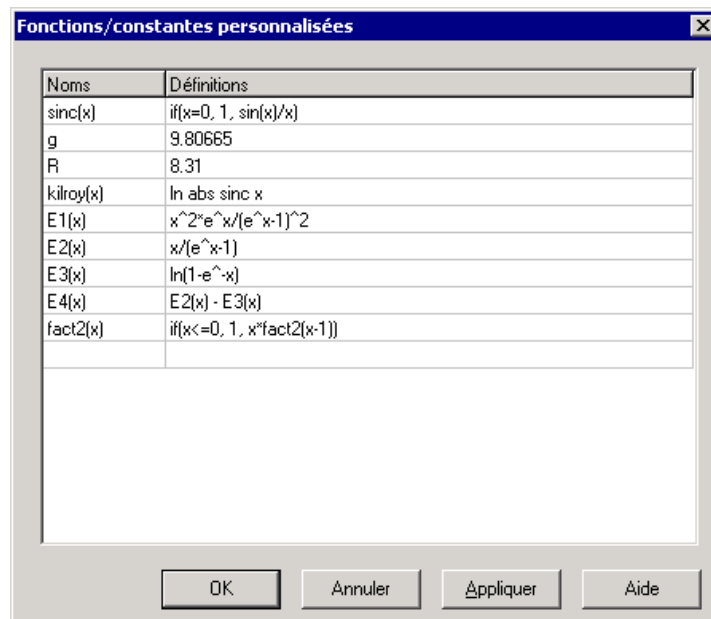 Fonctions/constantes personnalisées
Noms Définitions
sinc(x) if(x=0, 1, sin(x)/x)
g 9.80665
R 8.31
kilroy(x) ln abs sinc x
E1(x) x^2*e^x/(e^x-1)^2
E2(x) x/(e^x-1)
E3(x) ln(1-e^-x)
E4(x) E2(x) - E3(x)
fact2(x) if(x<=0, 1, x*fact2(x-1))
OK Annuler Appliquer Aide